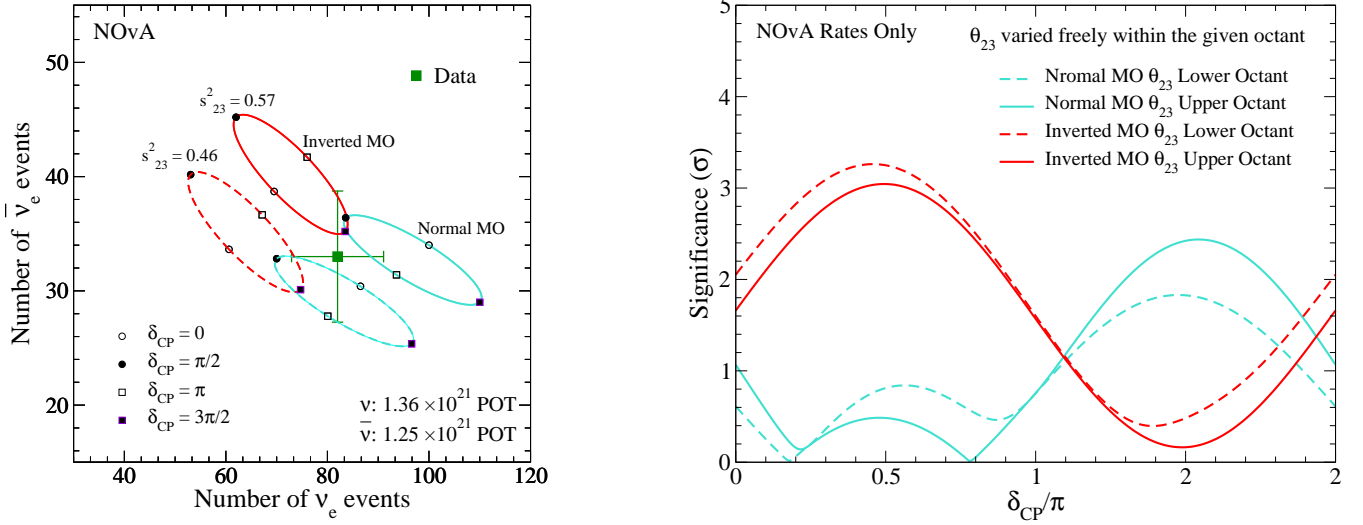 NOvA
Data
s²₂₃ = 0.57
Inverted MO
s²₂₃ = 0.46
Normal MO
δCP = 0
δCP = π/2
δCP = π
δCP = 3π/2
ν: 1.36 ×10²¹ POT
ν̅: 1.25 ×10²¹ POT
50
40
30
20
40 60 80 100 120
Number of νe events
Number of ν̅e events
NOvA Rates Only
θ23 varied freely within the given octant
Nromal MO θ23 Lower Octant
Normal MO θ23 Upper Octant
Inverted MO θ23 Lower Octant
Inverted MO θ23 Upper Octant
5
4
3
2
1
0
0 0.5 1 2 2
δCP/π
Significance (σ)